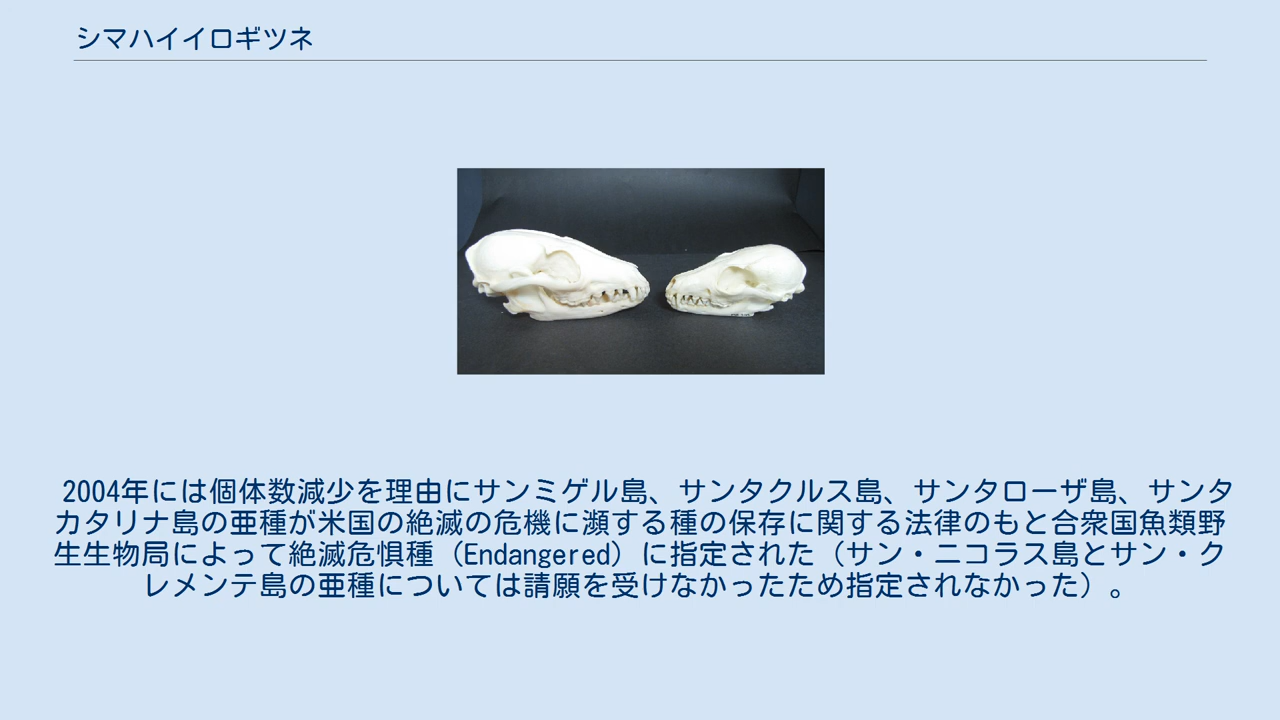 シマハイイロギツネ
2004年には個体数減少を理由にサンミゲル島、サンタクルス島、サンタローザ島、サンタ
カタリナ島の亜種が米国の絶滅の危機に瀕する種の保存に関する法律のもと合衆国魚類野
生生物局によって絶滅危惧種（Endangered）に指定された（サン・ニコラス島とサン・ク
レメンテ島の亜種については請願を受けなかったため指定されなかった）。